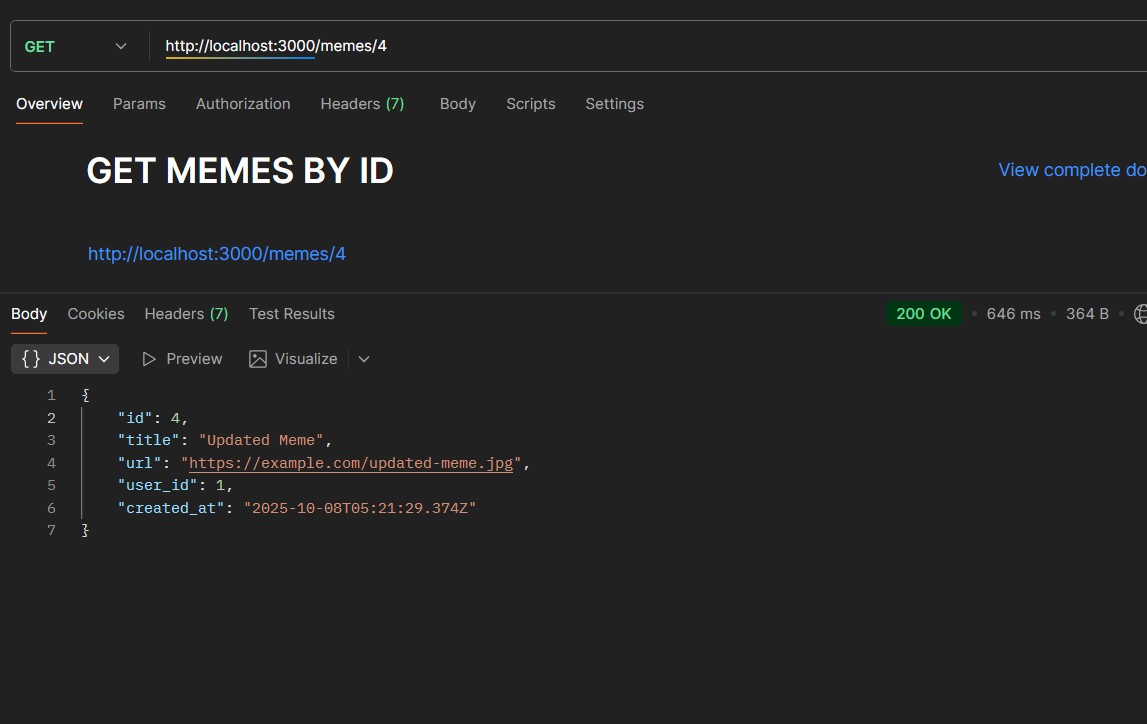 GET http://localhost:3000/memes/4
Overview Params Authorization Headers (7) Body Scripts Settings
GET MEMES BY ID
View complete do
http://localhost:3000/memes/4
Body Cookies Headers (7) Test Results 200 OK • 646 ms • 364 B •
{} JSON Preview Visualize
1 {
2 "id": 4,
3 "title": "Updated Meme",
4 "url": "https://example.com/updated-meme.jpg",
5 "user_id": 1,
6 "created_at": "2025-10-08T05:21:29.374Z"
7 }